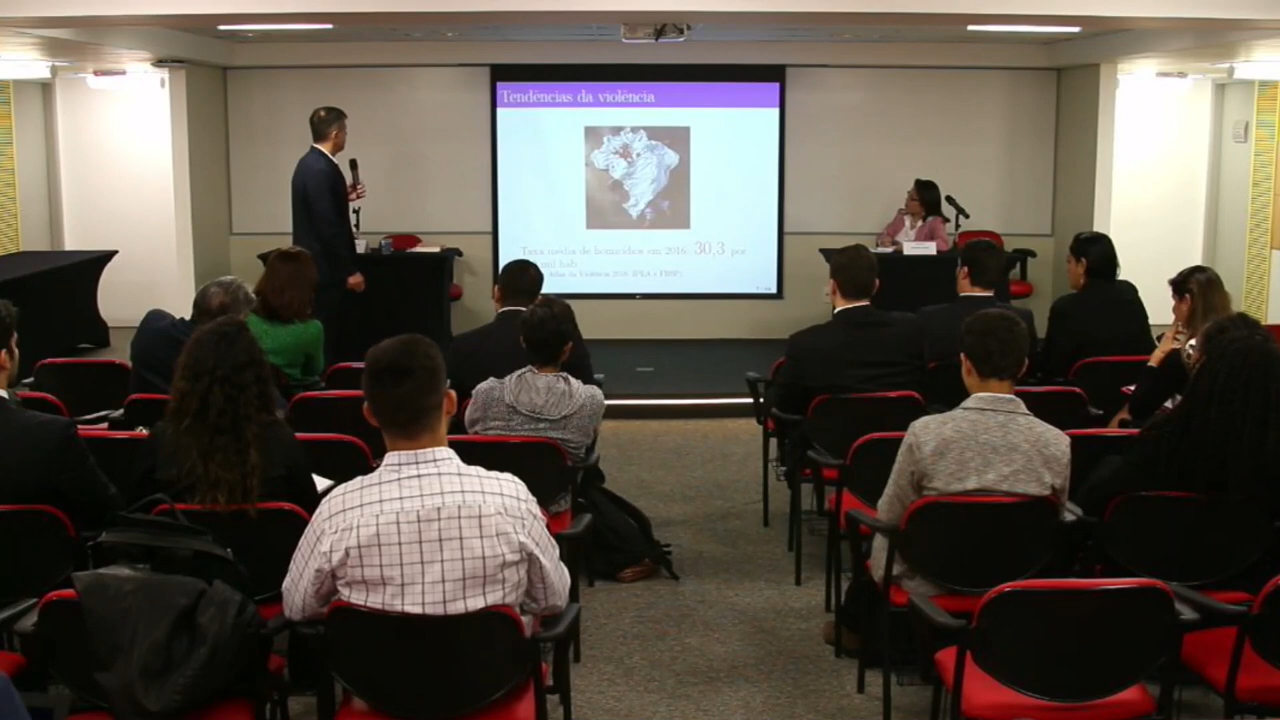 Tendências da violência
Taxa média de homicídios em 2016: 30,3 por
mil hab
Atlas da Violência 2018 (IPEA e FBSP)